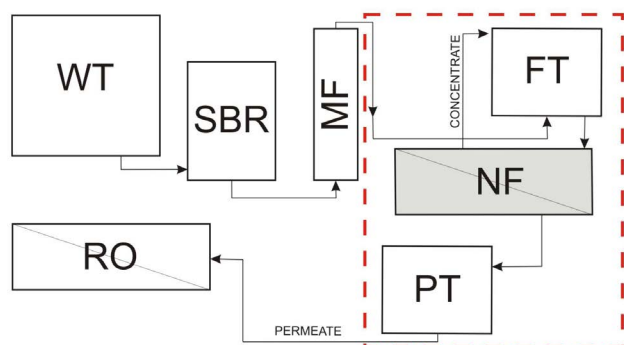 WT
SBR
MF
CONCENTRATE
FT
NF
RO
PT
PERMEATE